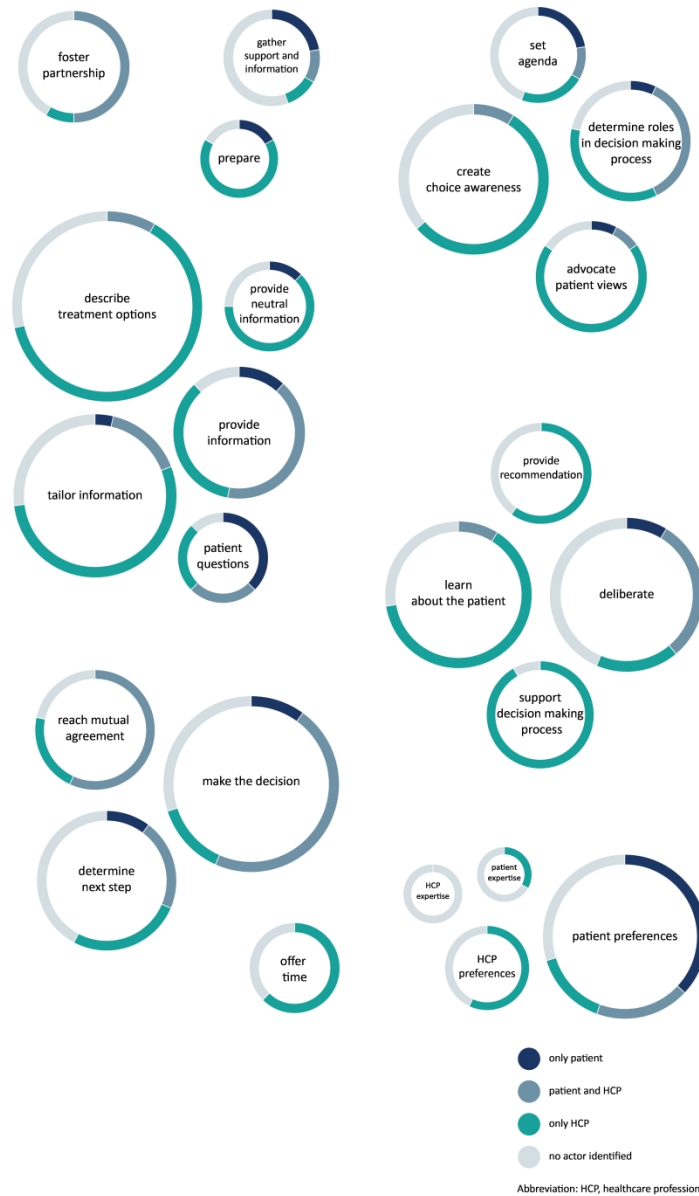 foster
partnership
gather
support and
information
prepare
set
agenda
determine roles
in decision making
process
create
choice awareness
advocate
patient views
describe
treatment options
provide
neutral
information
provide
information
tailor information
patient
questions
provide
recommendation
learn
about the patient
deliberate
support
decision making
process
reach mutual
agreement
make the decision
determine
next step
offer
time
HCP
expertise
patient
expertise
HCP
preferences
patient preferences
only patient
patient and HCP
only HCP
no actor identified
Abbreviation: HCP, healthcare profession